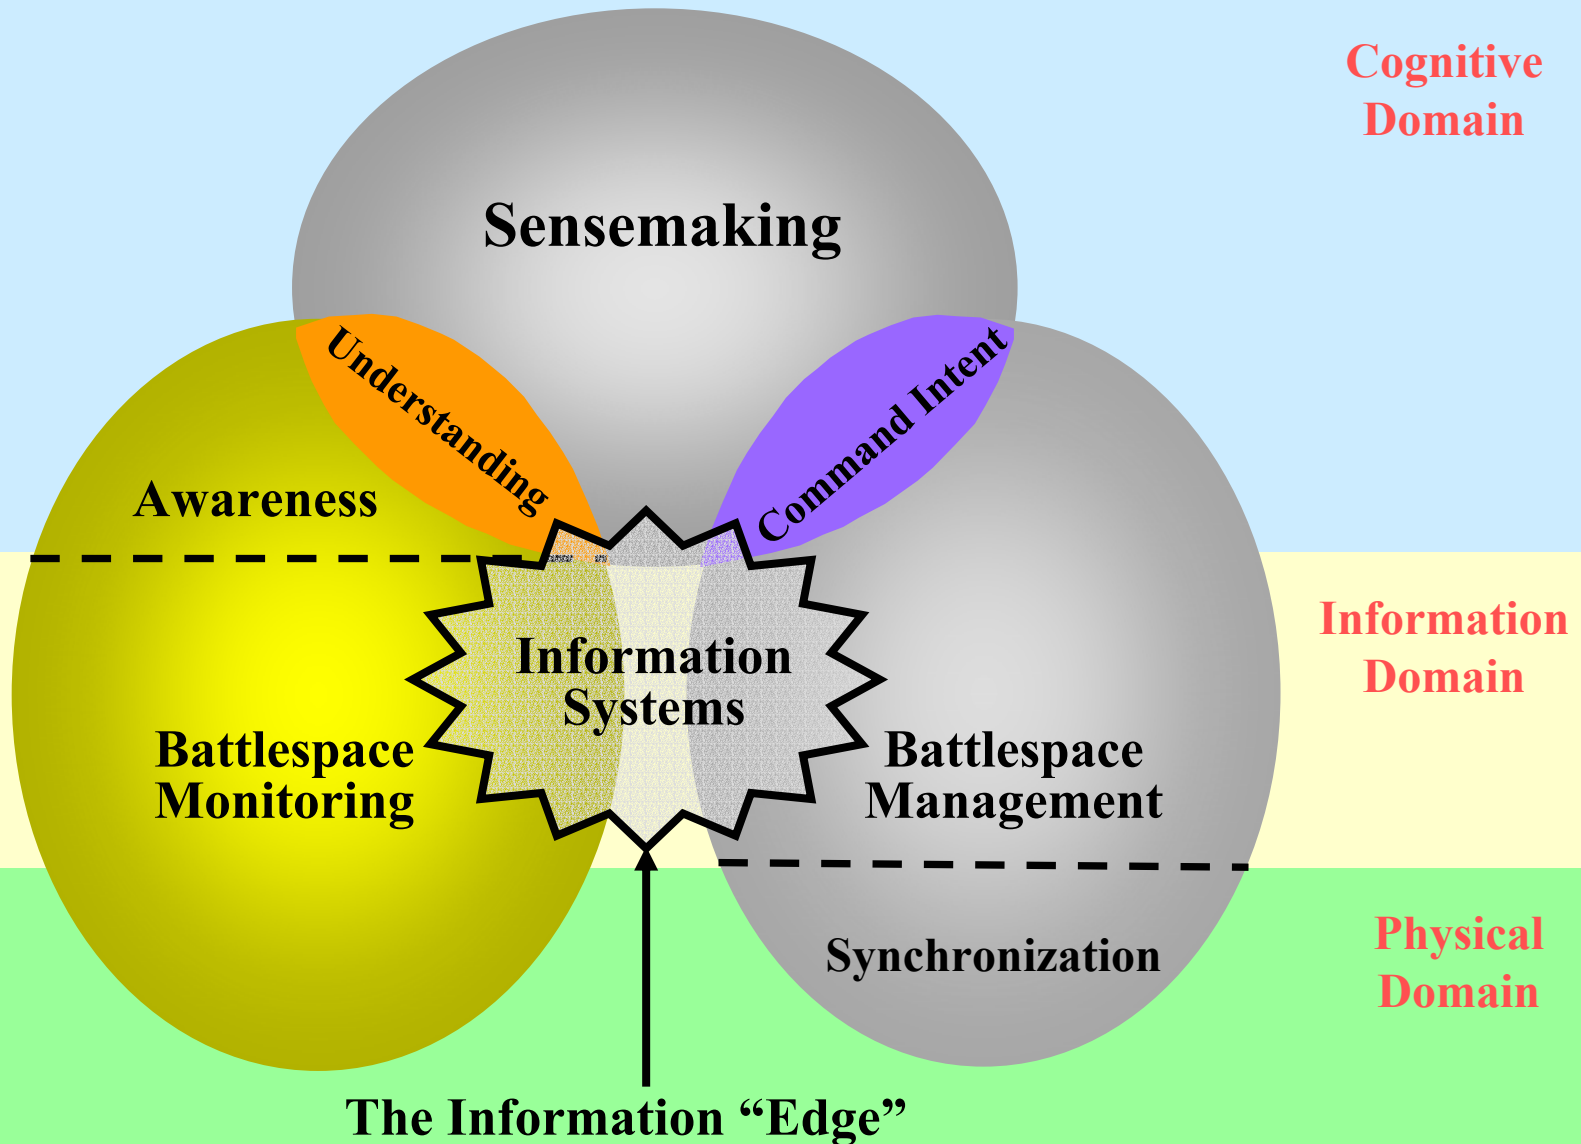 Cognitive
Domain
Sensemaking
Understanding
Command Intent
Awareness
Information
Domain
Information
Systems
Battlespace
Monitoring
Battlespace
Management
Synchronization
Physical
Domain
The Information “Edge”